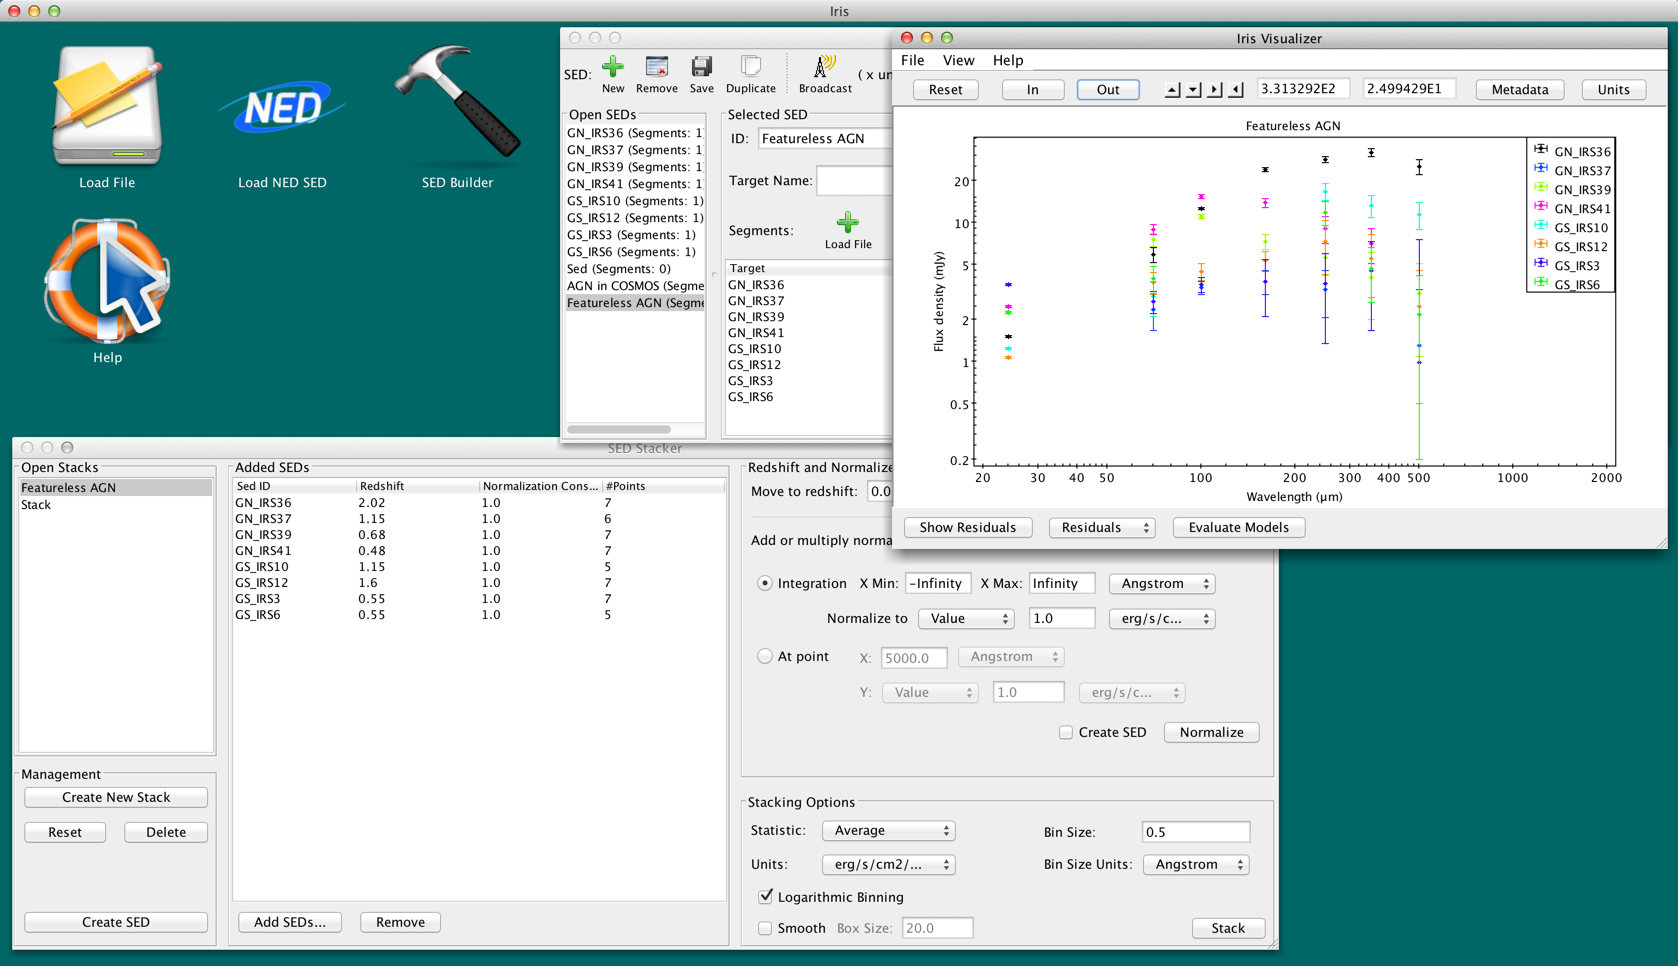 Iris
Load File
NED
Load NED SED
SED Builder
Help
SED:
New
Remove
Save
Duplicate
Broadcast
( x un
Open SEDs
GN_IRS36 (Segments: 1)
GN_IRS37 (Segments: 1)
GN_IRS39 (Segments: 1)
GN_IRS41 (Segments: 1)
GS_IRS10 (Segments: 1)
GS_IRS12 (Segments: 1)
GS_IRS3 (Segments: 1)
GS_IRS6 (Segments: 1)
Sed (Segments: 0)
AGN in COSMOS (Segme
Featureless AGN (Segme
Selected SED
ID: Featureless AGN
Target Name:
Segments:
Load File
Target
GN_IRS36
GN_IRS37
GN_IRS39
GN_IRS41
GS_IRS10
GS_IRS12
GS_IRS3
GS_IRS6
Iris Visualizer
File View Help
Reset In Out 3.313292E2 2.499429E1 Metadata Units
Featureless AGN
GN_IRS36
GN_IRS37
GN_IRS39
GN_IRS41
GS_IRS10
GS_IRS12
GS_IRS3
GS_IRS6
Flux density (mJy)
20
10
5
2
1
0.5
0.2
20 30 40 50 100 200 300 400 500 1000 2000
Wavelength (μm)
Show Residuals Residuals Evaluate Models
SED Stacker
Open Stacks
Featureless AGN
Stack
Management
Create New Stack
Reset Delete
Create SED
Added SEDs
Sed ID Redshift Normalization Cons... #Points
GN_IRS36 2.02 1.0 7
GN_IRS37 1.15 1.0 6
GN_IRS39 0.68 1.0 7
GN_IRS41 0.48 1.0 7
GS_IRS10 1.15 1.0 5
GS_IRS12 1.6 1.0 7
GS_IRS3 0.55 1.0 7
GS_IRS6 0.55 1.0 5
Add SEDs... Remove
Redshift and Normalize
Move to redshift: 0.0
Add or multiply norma
Integration X Min: -Infinity X Max: Infinity Angstrom
Normalize to Value 1.0 erg/s/c...
At point X: 5000.0 Angstrom
Y: Value 1.0 erg/s/c...
Create SED Normalize
Stacking Options
Statistic: Average Bin Size: 0.5
Units: erg/s/cm2/... Bin Size Units: Angstrom
Logarithmic Binning
Smooth Box Size: 20.0 Stack